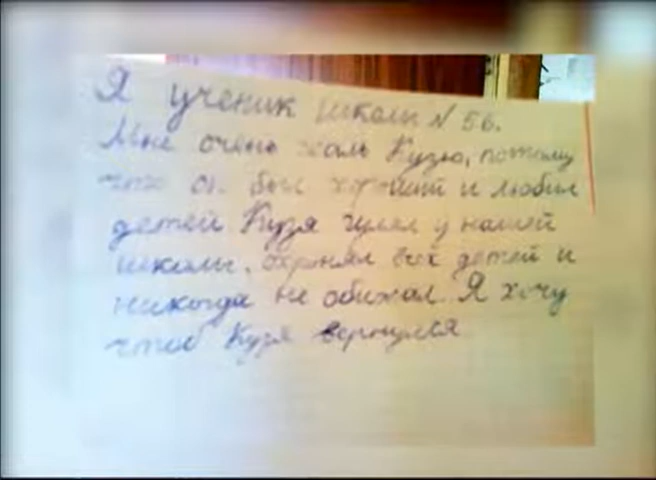 Я ученик школы № 56.
Мне очень жаль Кузю, потому
что он был хороший и любил
детей Кузя гулял у нашей
школы, охранял всех детей и
никогда не обижал. Я хочу
чтоб Кузя вернулся